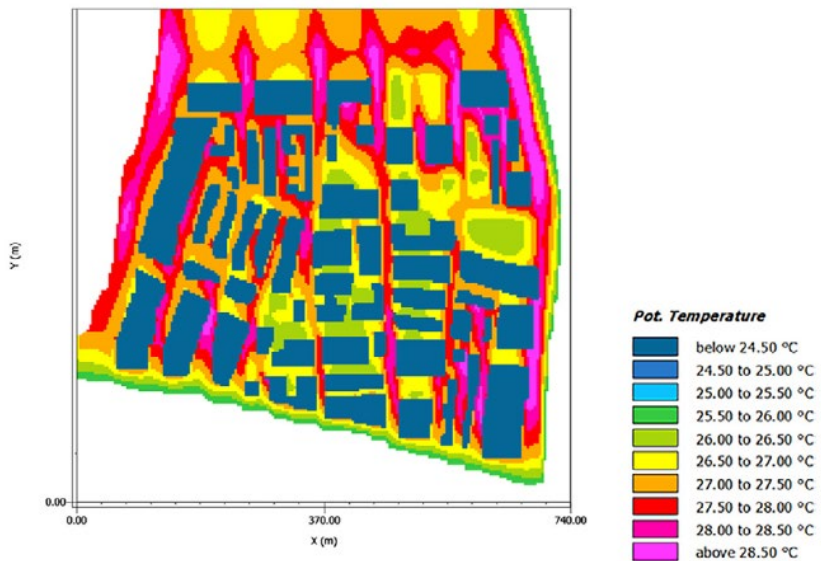 Y (m)
0.00
0.00 370.00 740.00
X (m)
Pot. Temperature
below 24.50 °C
24.50 to 25.00 °C
25.00 to 25.50 °C
25.50 to 26.00 °C
26.00 to 26.50 °C
26.50 to 27.00 °C
27.00 to 27.50 °C
27.50 to 28.00 °C
28.00 to 28.50 °C
above 28.50 °C